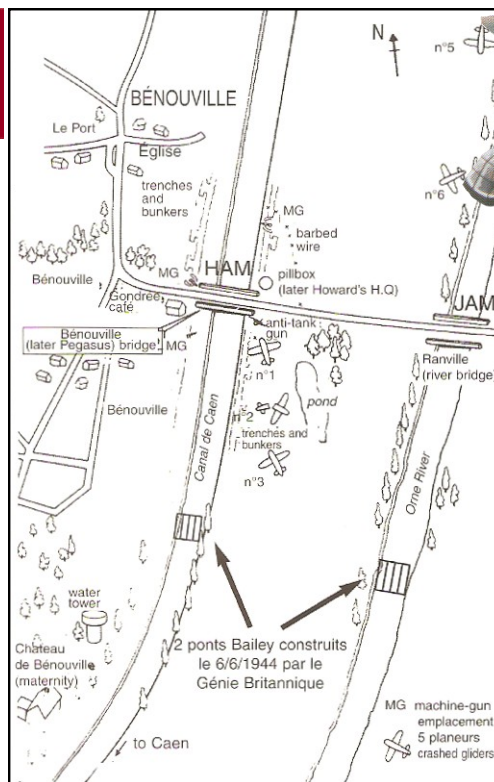 N
n°5
BÉNOUVILLE
Le Port
Église
n°6
trenches
and
bunkers
MG
barbed
wire
MG
HAM
pillbox
(later Howard's H.Q)
Bénouville
Gondrée
café
JAM
anti-tank
gun
Bénouville
(later Pegasus) bridge
MG
n°1
Ranville
(river bridge)
Bénouville
n°2
pond
trenches and
bunkers
Canal de Caen
n°3
Orne River
water
tower
2 ponts Bailey construits
le 6/6/1944 par le
Génie Britannique
Chateau
de Bénouville
(maternity)
to Caen
MG machine-gun
emplacement
5 planeurs
crashed gliders